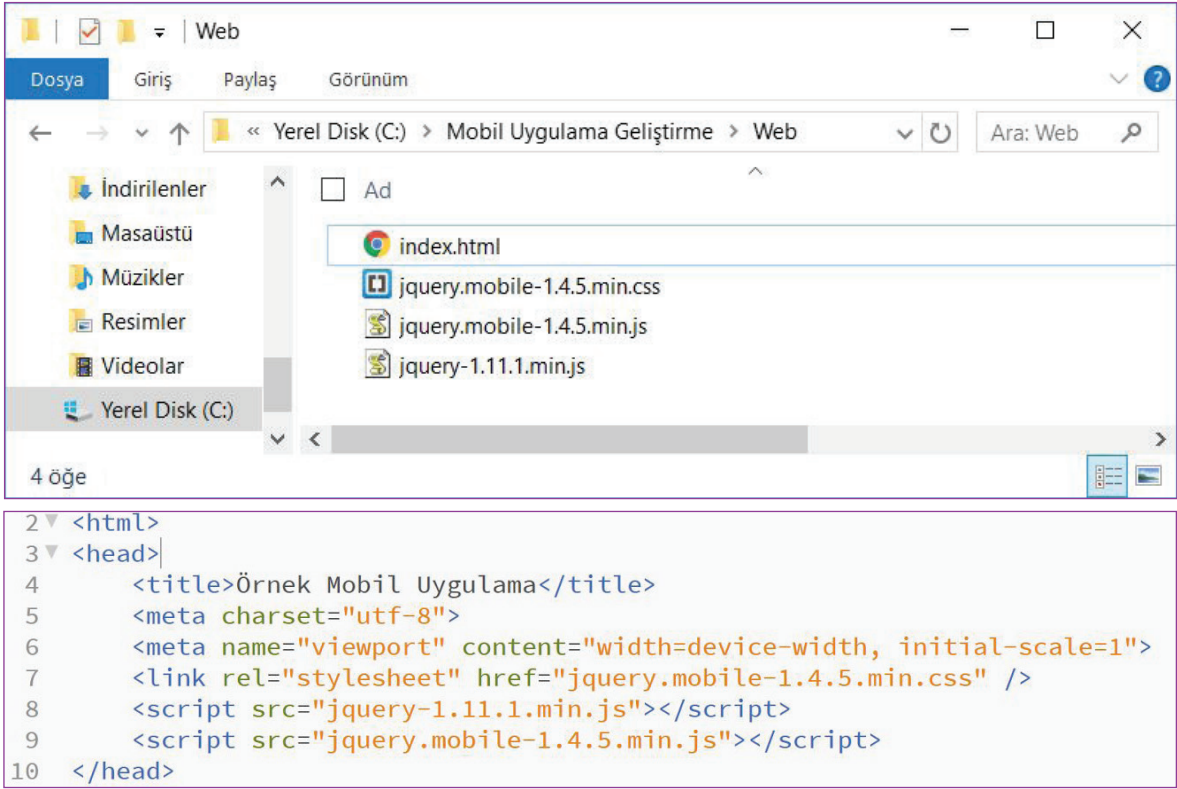 Web
Dosya Giriş Paylaş Görünüm
« Yerel Disk (C:) > Mobil Uygulama Geliştirme > Web Ara: Web
Ad
İndirilenler
Masaüstü
Müzikler
Resimler
Videolar
Yerel Disk (C:)
index.html
jquery.mobile-1.4.5.min.css
jquery.mobile-1.4.5.min.js
jquery-1.11.1.min.js
4 öğe
2 <html>
3 <head>
4 <title>Örnek Mobil Uygulama</title>
5 <meta charset="utf-8">
6 <meta name="viewport" content="width=device-width, initial-scale=1">
7 <link rel="stylesheet" href="jquery.mobile-1.4.5.min.css" />
8 <script src="jquery-1.11.1.min.js"></script>
9 <script src="jquery.mobile-1.4.5.min.js"></script>
10 </head>